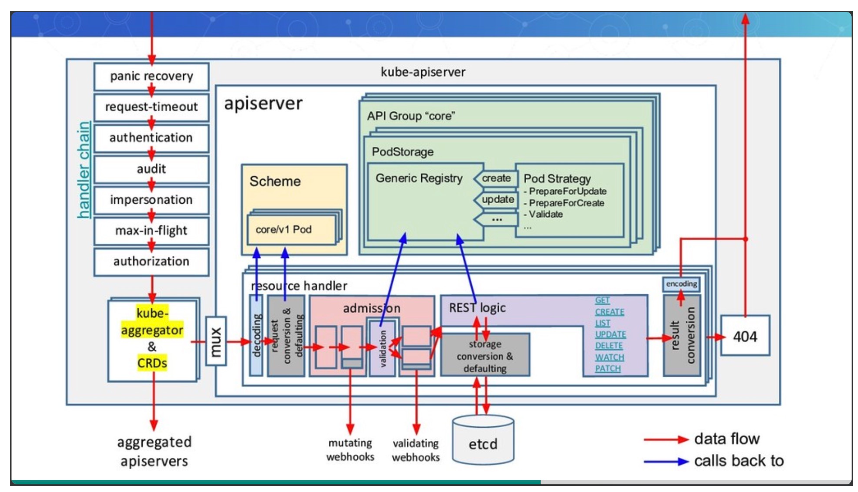 kube-apiserver
panic recovery
request-timeout
authentication
audit
impersonation
max-in-flight
authorization
handler chain
kube-
aggregator
&
CRDs
aggregated
apiservers
mux
apiserver
Scheme
core/v1 Pod
API Group “core”
PodStorage
Generic Registry
create
update
...
Pod Strategy
- PrepareForUpdate
- PrepareForCreate
- Validate
...
resource handler
decoding
request
conversion &
defaulting
admission
validation
mutating
webhooks
validating
webhooks
REST logic
GET
CREATE
LIST
UPDATE
DELETE
WATCH
PATCH
storage
conversion &
defaulting
etcd
encoding
result
conversion
404
data flow
calls back to